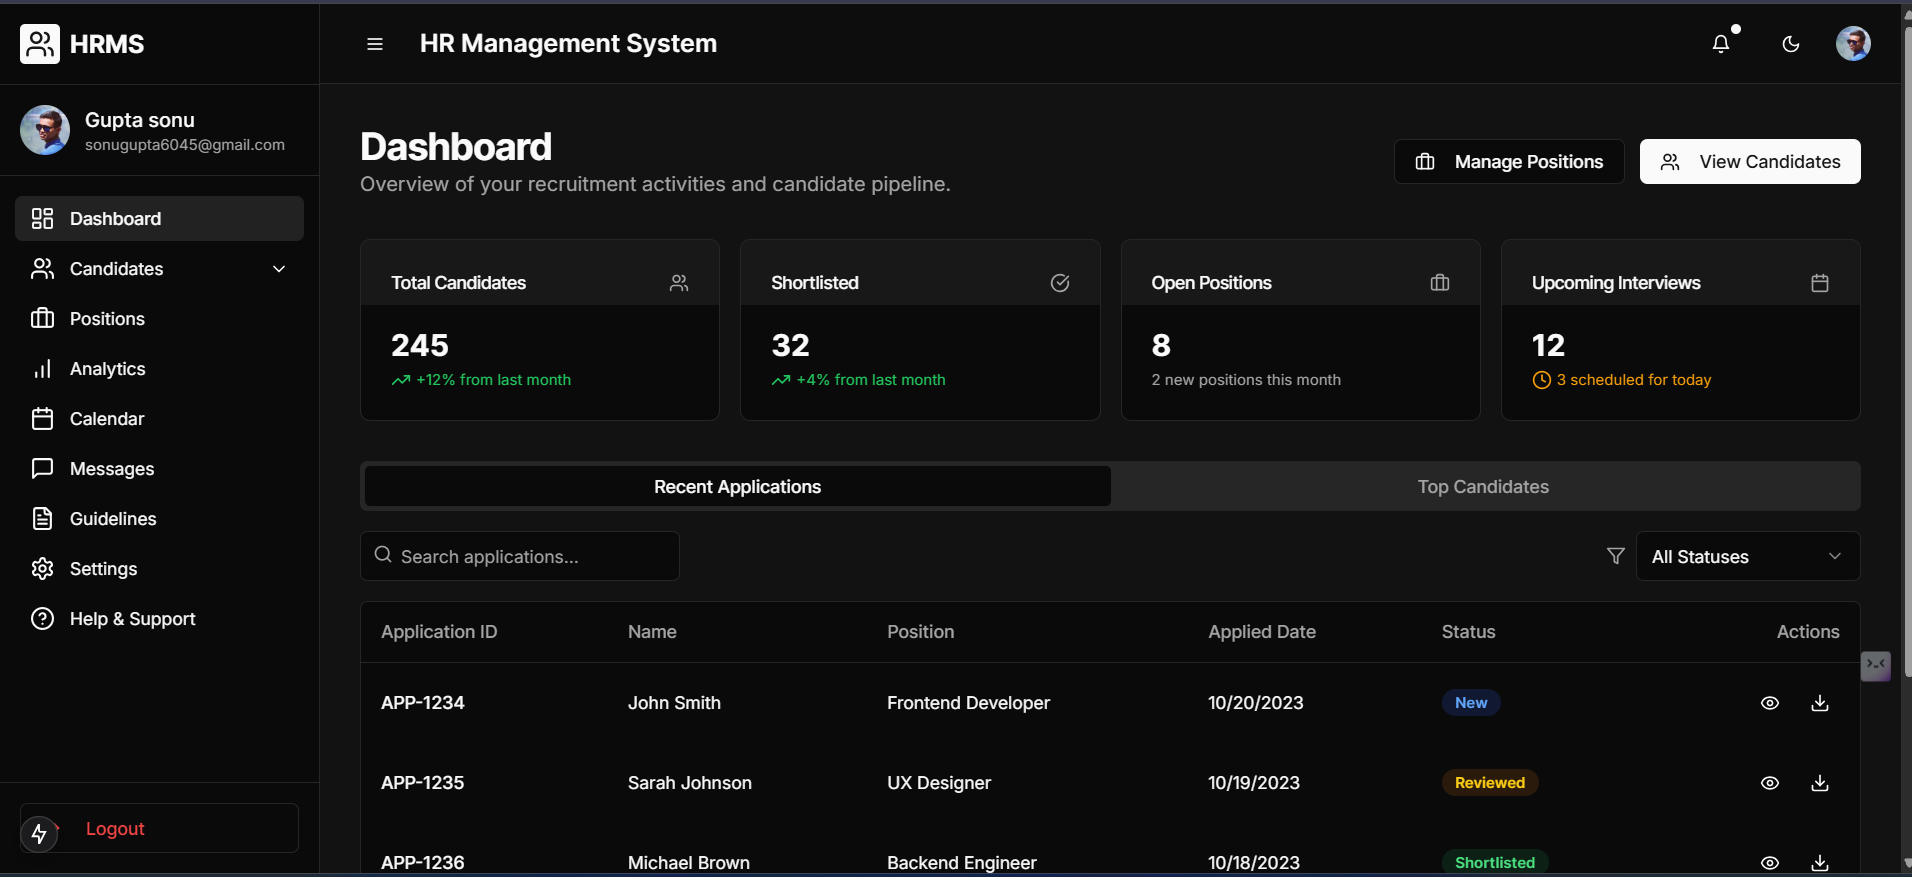 HRMS
HR Management System
Gupta sonu
sonugupta6045@gmail.com
Dashboard
Candidates
Positions
Analytics
Calendar
Messages
Guidelines
Settings
Help & Support
Logout
Dashboard
Overview of your recruitment activities and candidate pipeline.
Manage Positions
View Candidates
Total Candidates
245
+12% from last month
Shortlisted
32
+4% from last month
Open Positions
8
2 new positions this month
Upcoming Interviews
12
3 scheduled for today
Recent Applications
Top Candidates
Search applications...
All Statuses
Application ID Name Position Applied Date Status Actions
APP-1234 John Smith Frontend Developer 10/20/2023 New
APP-1235 Sarah Johnson UX Designer 10/19/2023 Reviewed
APP-1236 Michael Brown Backend Engineer 10/18/2023 Shortlisted